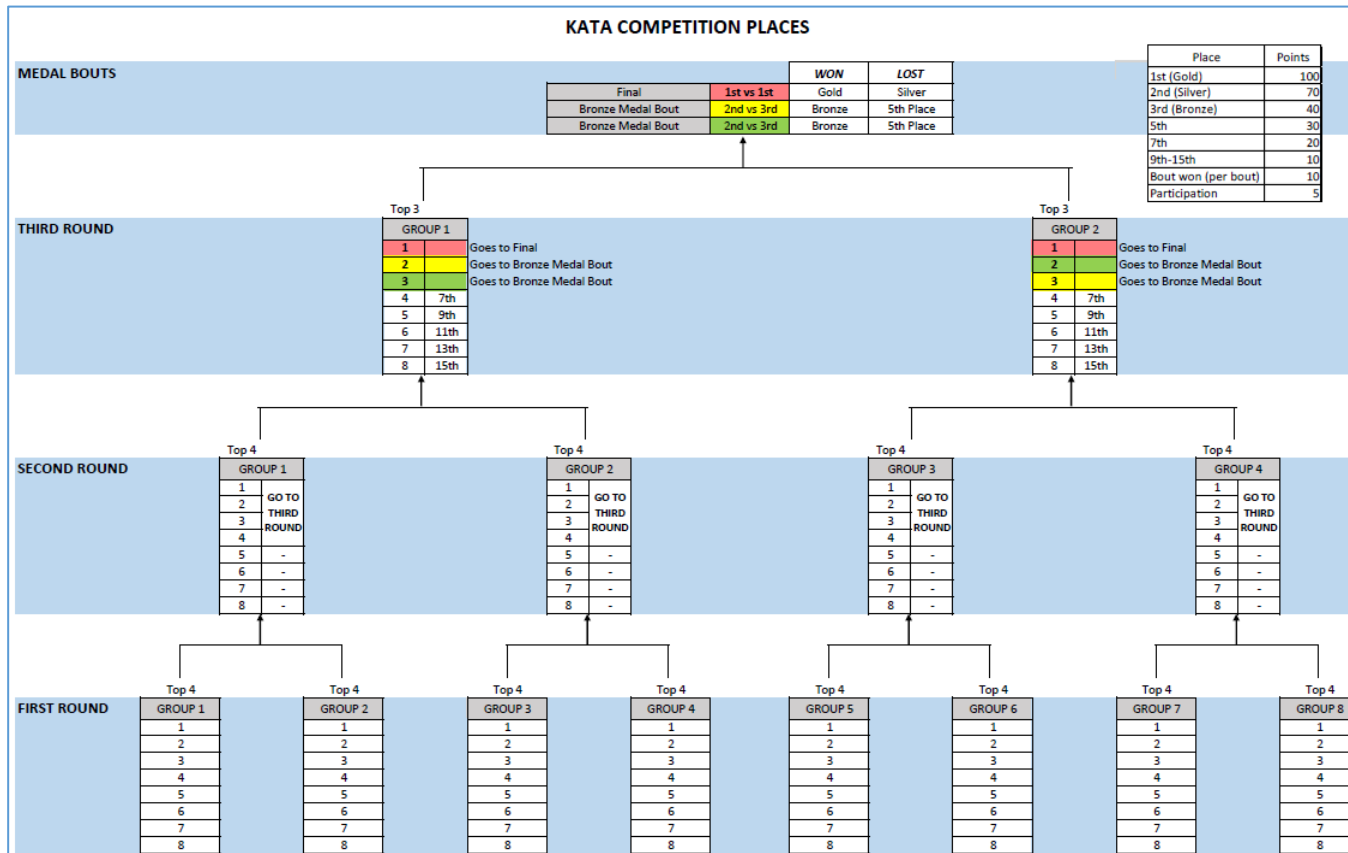 KATA COMPETITION PLACES
Place Points
1st (Gold) 100
2nd (Silver) 70
3rd (Bronze) 40
5th 30
7th 20
9th-15th 10
Bout won (per bout) 10
Participation 5
MEDAL BOUTS
WON LOST
Final 1st vs 1st Gold Silver
Bronze Medal Bout 2nd vs 3rd Bronze 5th Place
Bronze Medal Bout 2nd vs 3rd Bronze 5th Place
Top 3 Top 3
THIRD ROUND
GROUP 1 GROUP 2
1 Goes to Final 1 Goes to Final
2 Goes to Bronze Medal Bout 2 Goes to Bronze Medal Bout
3 Goes to Bronze Medal Bout 3 Goes to Bronze Medal Bout
4 7th 4 7th
5 9th 5 9th
6 11th 6 11th
7 13th 7 13th
8 15th 8 15th
Top 4 Top 4 Top 4 Top 4
SECOND ROUND
GROUP 1 GROUP 2 GROUP 3 GROUP 4
1 1 1 1
GO TO GO TO GO TO GO TO
2 2 2 2
THIRD THIRD THIRD THIRD
3 3 3 3
ROUND ROUND ROUND ROUND
4 4 4 4
5 - 5 - 5 - 5 -
6 - 6 - 6 - 6 -
7 - 7 - 7 - 7 -
8 - 8 - 8 - 8 -
Top 4 Top 4 Top 4 Top 4 Top 4 Top 4 Top 4 Top 4
FIRST ROUND
GROUP 1 GROUP 2 GROUP 3 GROUP 4 GROUP 5 GROUP 6 GROUP 7 GROUP 8
1 1 1 1 1 1 1 1
2 2 2 2 2 2 2 2
3 3 3 3 3 3 3 3
4 4 4 4 4 4 4 4
5 5 5 5 5 5 5 5
6 6 6 6 6 6 6 6
7 7 7 7 7 7 7 7
8 8 8 8 8 8 8 8